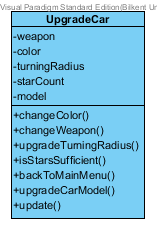 Visual Paradigm Standard Edition(Bilkent Ur
UpgradeCar
-weapon
-color
-turningRadius
-starCount
-model
+changeColor()
+changeWeapon()
+upgradeTurningRadius()
+isStarsSufficient()
+backToMainMenu()
+upgradeCarModel()
+update()